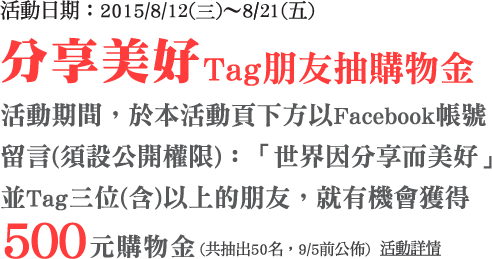 活動日期：2015/8/12(三)～8/21(五)
分享美好Tag朋友抽購物金
活動期間，於本活動頁下方以Facebook帳號
留言(須設公開權限)：「世界因分享而美好」
並Tag三位(含)以上的朋友，就有機會獲得
500元購物金(共抽出50名，9/5前公佈) 活動詳情